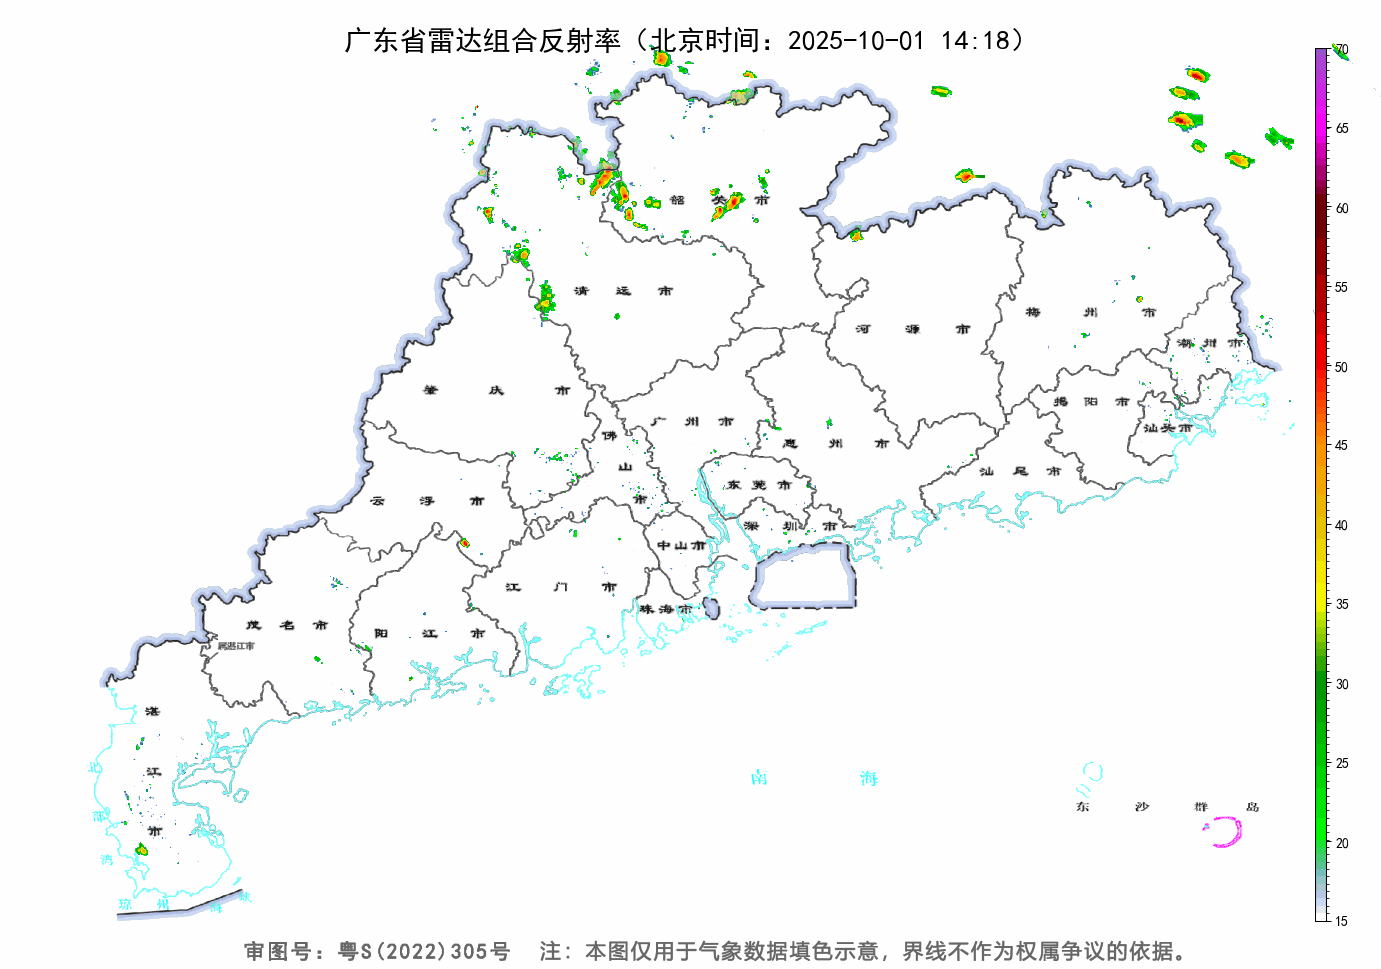 广东省雷达组合反射率（北京时间：2025-10-01 14:18）
70
65
60
55
50
45
40
35
30
25
20
15
韶关市
清远市
河源市
梅州市
潮州市
肇庆市
广州市
揭阳市
佛山市
惠州市
汕头市
云浮市
东莞市
汕尾市
深圳市
中山市
江门市
珠海市
茂名市
阳江市
属湛江市
湛江市
北部湾
南海
东沙群岛
琼州海峡
审图号：粤S(2022)305号 注：本图仅用于气象数据填色示意，界线不作为权属争议的依据。